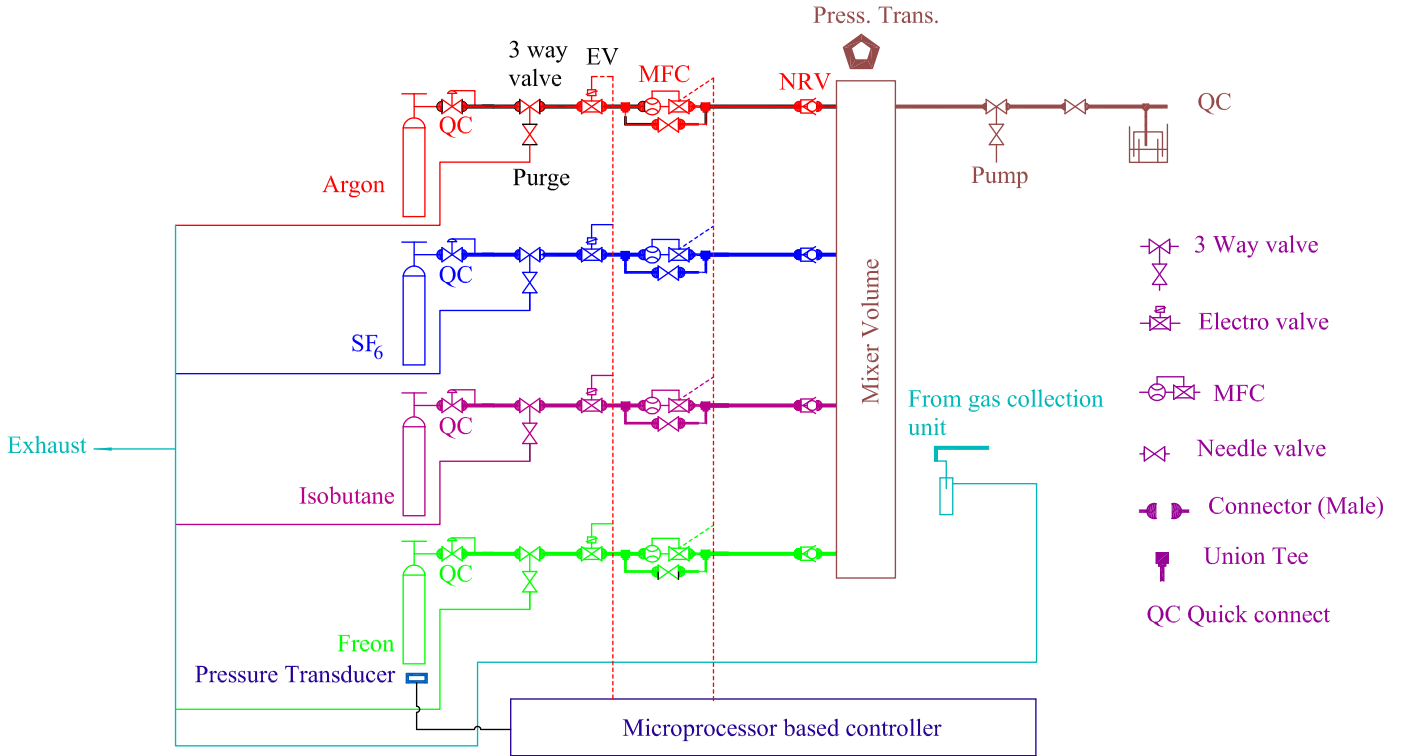 Press. Trans.
3 way
valve
EV
MFC
NRV
QC
QC
Argon
Purge
Pump
3 Way valve
QC
SF6
Electro valve
Mixer Volume
MFC
From gas collection
unit
QC
Exhaust
Needle valve
Isobutane
Connector (Male)
Union Tee
QC
QC Quick connect
Freon
Pressure Transducer
Microprocessor based controller